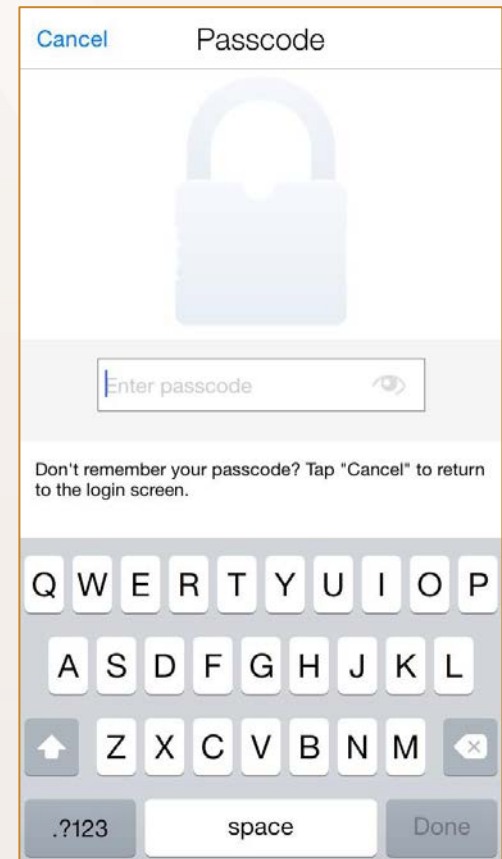 Cancel Passcode
Enter passcode
Don't remember your passcode? Tap "Cancel" to return
to the login screen.
Q W E R T Y U I O P
A S D F G H J K L
Z X C V B N M
.?123 space Done